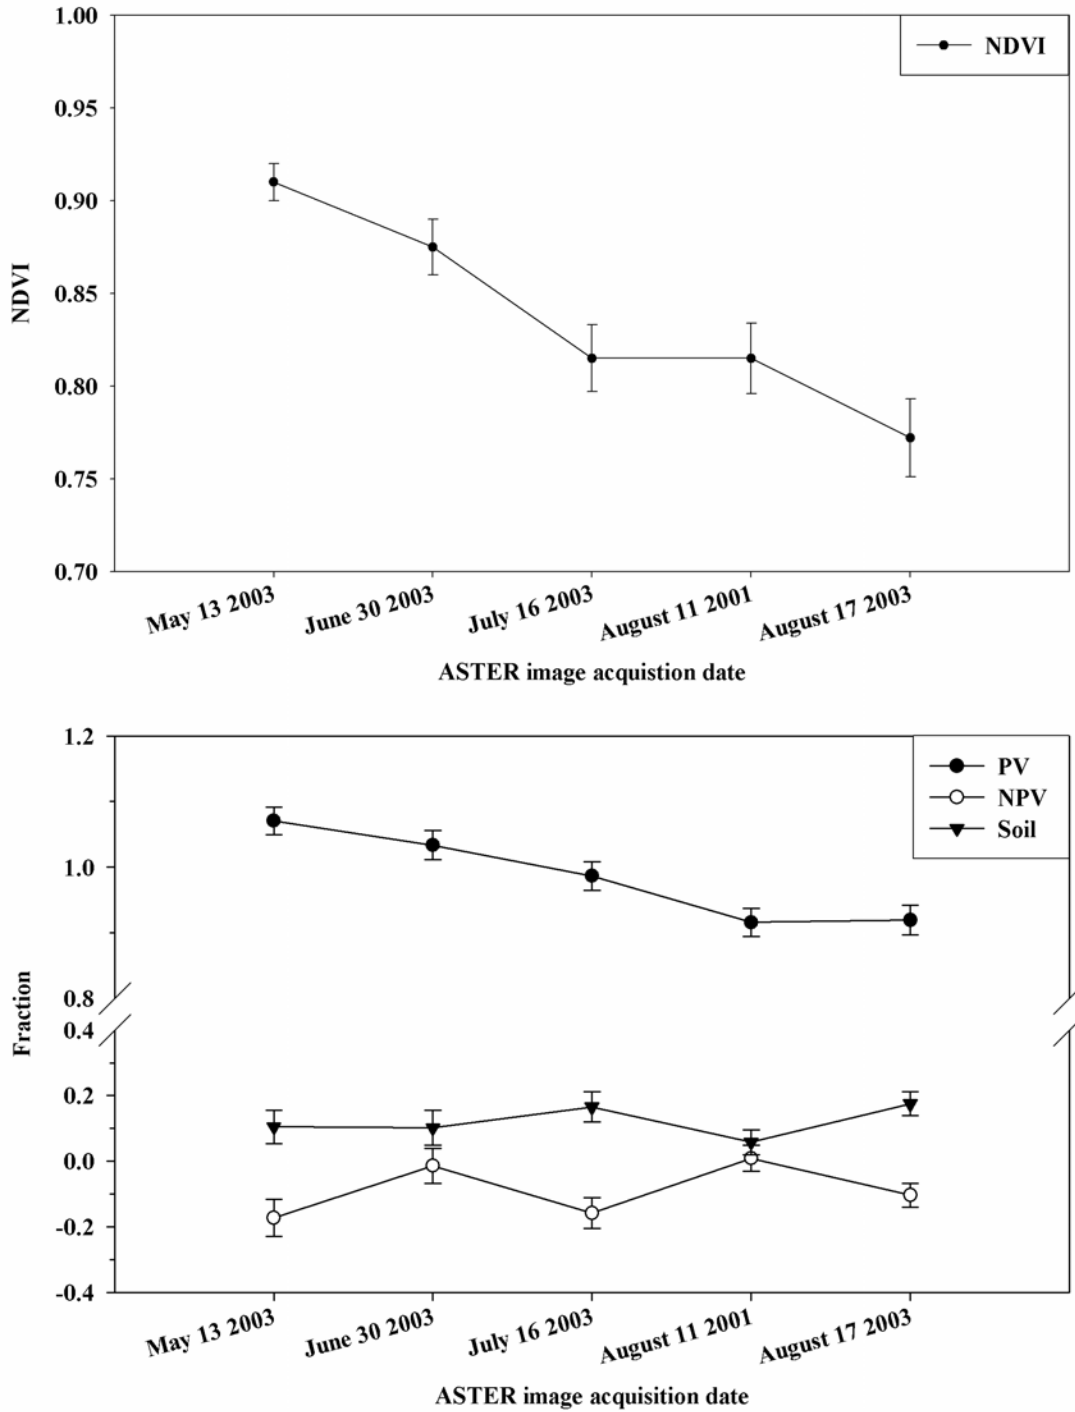 1.00
NDVI
0.95
0.90
0.85
0.80
0.75
0.70
NDVI
May 13 2003
June 30 2003
July 16 2003
August 11 2001
August 17 2003
ASTER image acquistion date
1.2
PV
NPV
Soil
1.0
0.8
0.4
0.2
0.0
-0.2
-0.4
Fraction
May 13 2003
June 30 2003
July 16 2003
August 11 2001
August 17 2003
ASTER image acquisition date